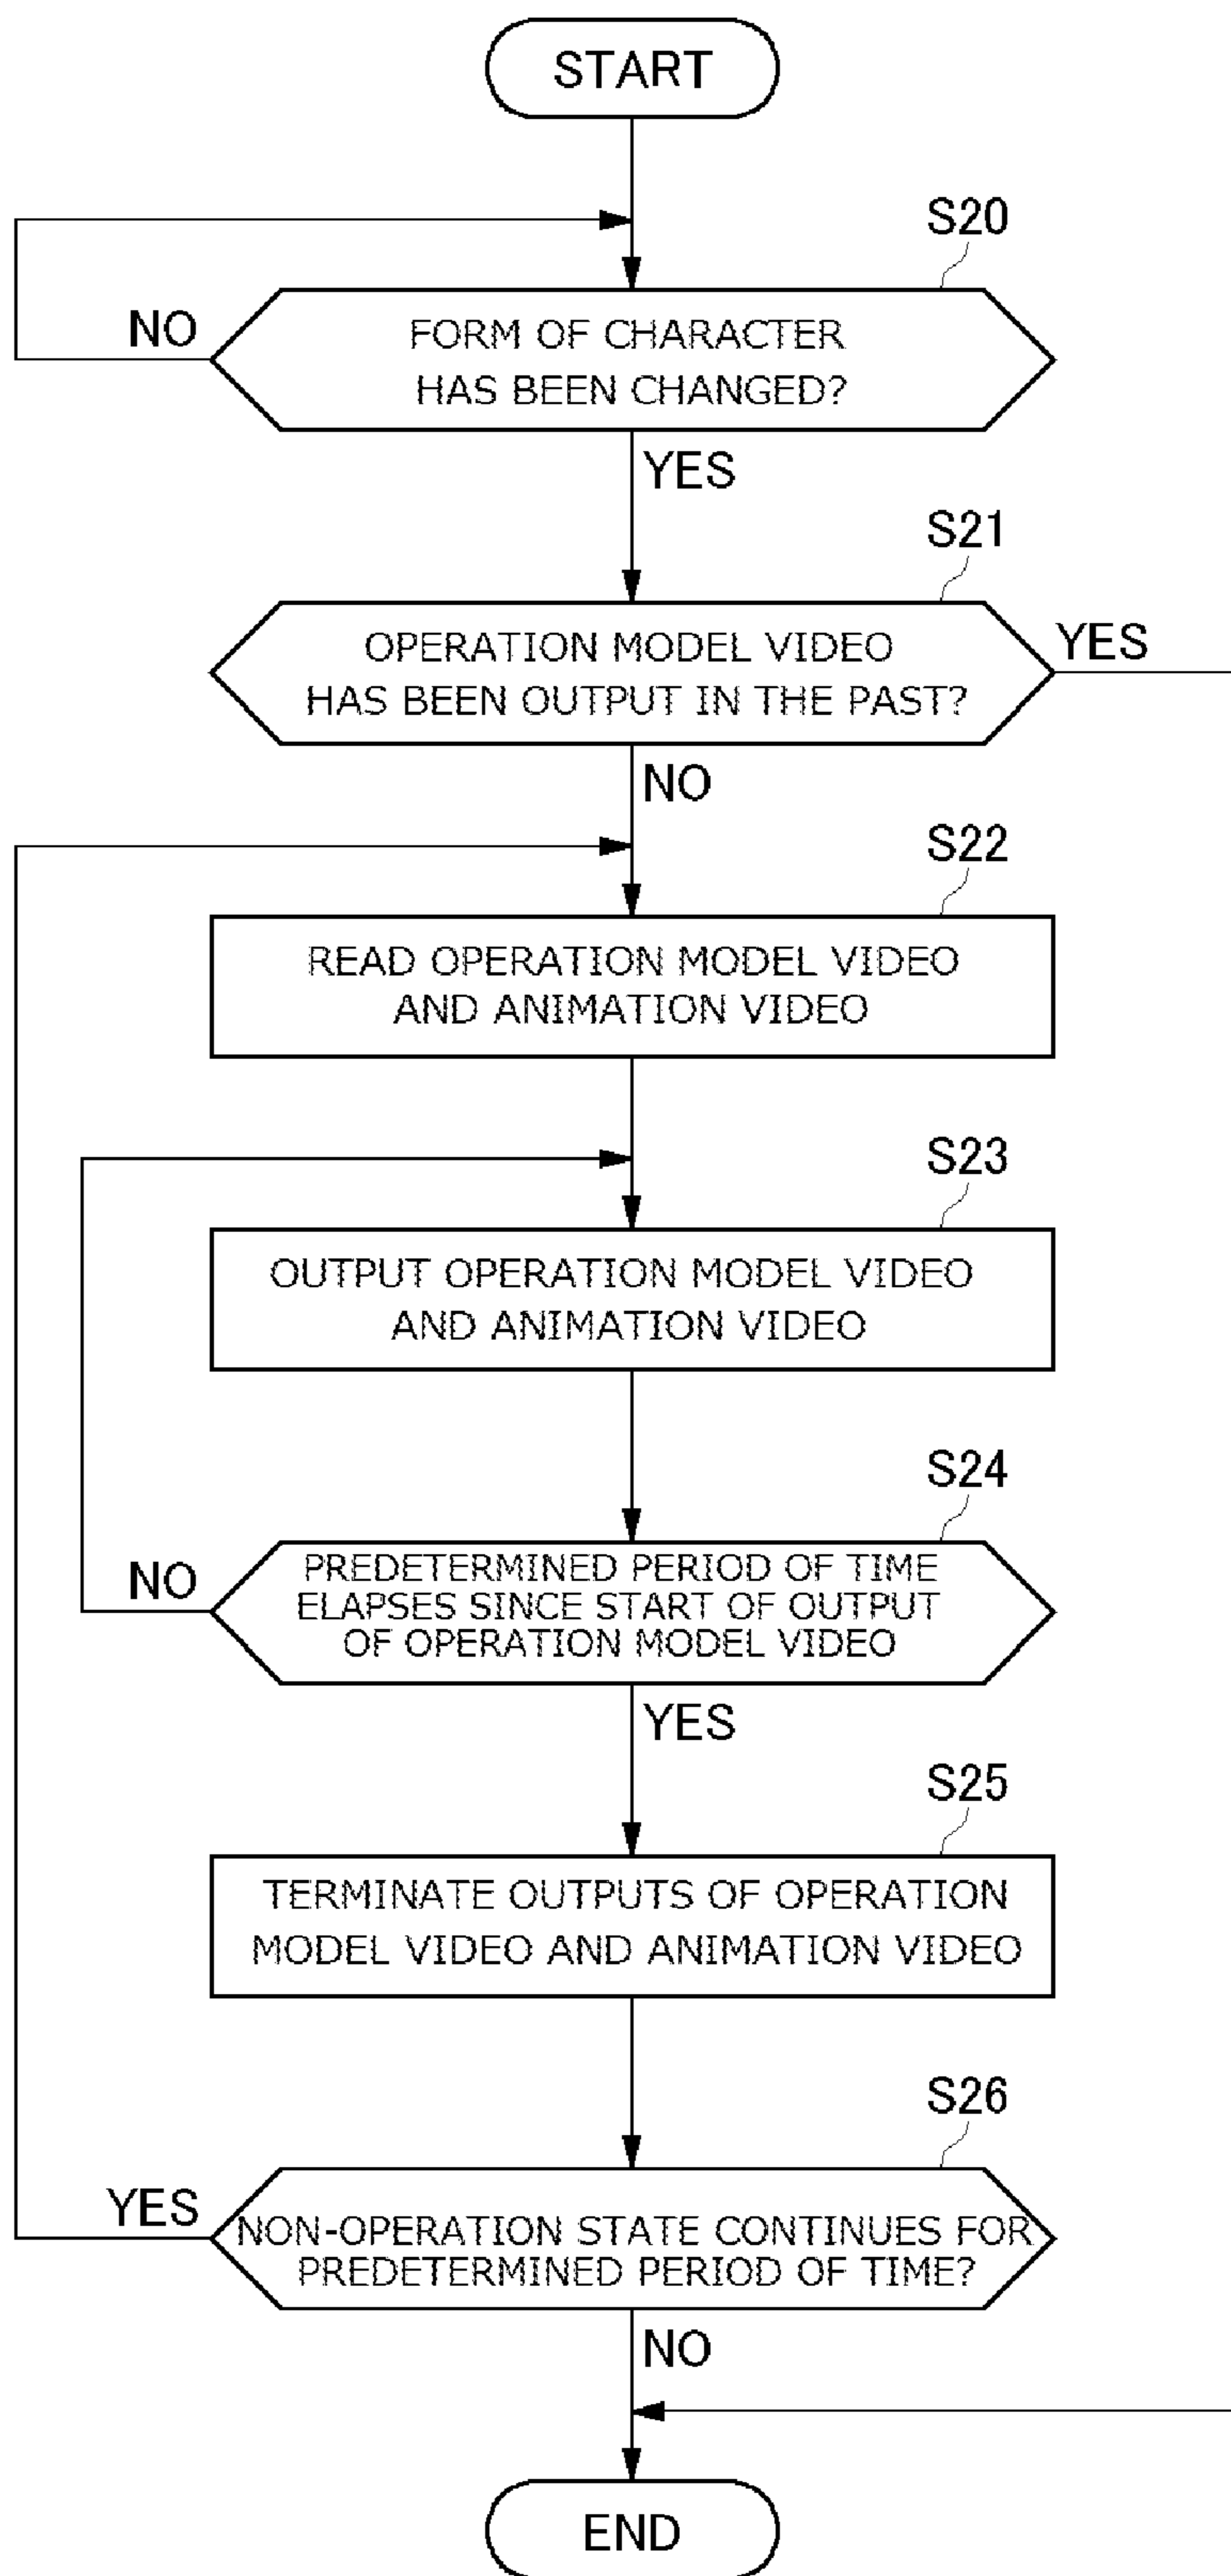 START
S20
NO
FORM OF CHARACTER
HAS BEEN CHANGED?
YES
S21
OPERATION MODEL VIDEO
HAS BEEN OUTPUT IN THE PAST?
YES
NO
S22
READ OPERATION MODEL VIDEO
AND ANIMATION VIDEO
S23
OUTPUT OPERATION MODEL VIDEO
AND ANIMATION VIDEO
S24
NO
PREDETERMINED PERIOD OF TIME
ELAPSES SINCE START OF OUTPUT
OF OPERATION MODEL VIDEO
YES
S25
TERMINATE OUTPUTS OF OPERATION
MODEL VIDEO AND ANIMATION VIDEO
S26
YES
NON-OPERATION STATE CONTINUES FOR
PREDETERMINED PERIOD OF TIME?
NO
END